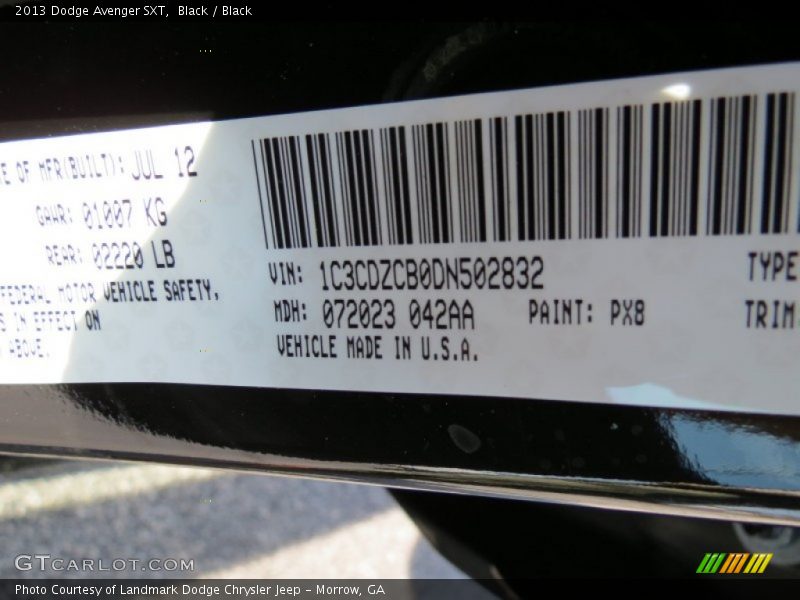 2013 Dodge Avenger SXT, Black / Black
E OF MFR(BUILT): JUL 12
GAWR: 01007 KG
REAR: 02220 LB
FEDERAL MOTOR VEHICLE SAFETY,
S IN EFFECT ON
ABOVE.
VIN: 1C3CDZCB0DN502832
TYPE
MDH: 072023 042AA
PAINT: PX8
TRIM
VEHICLE MADE IN U.S.A.
GTCARLOT.COM
Photo Courtesy of Landmark Dodge Chrysler Jeep – Morrow, GA